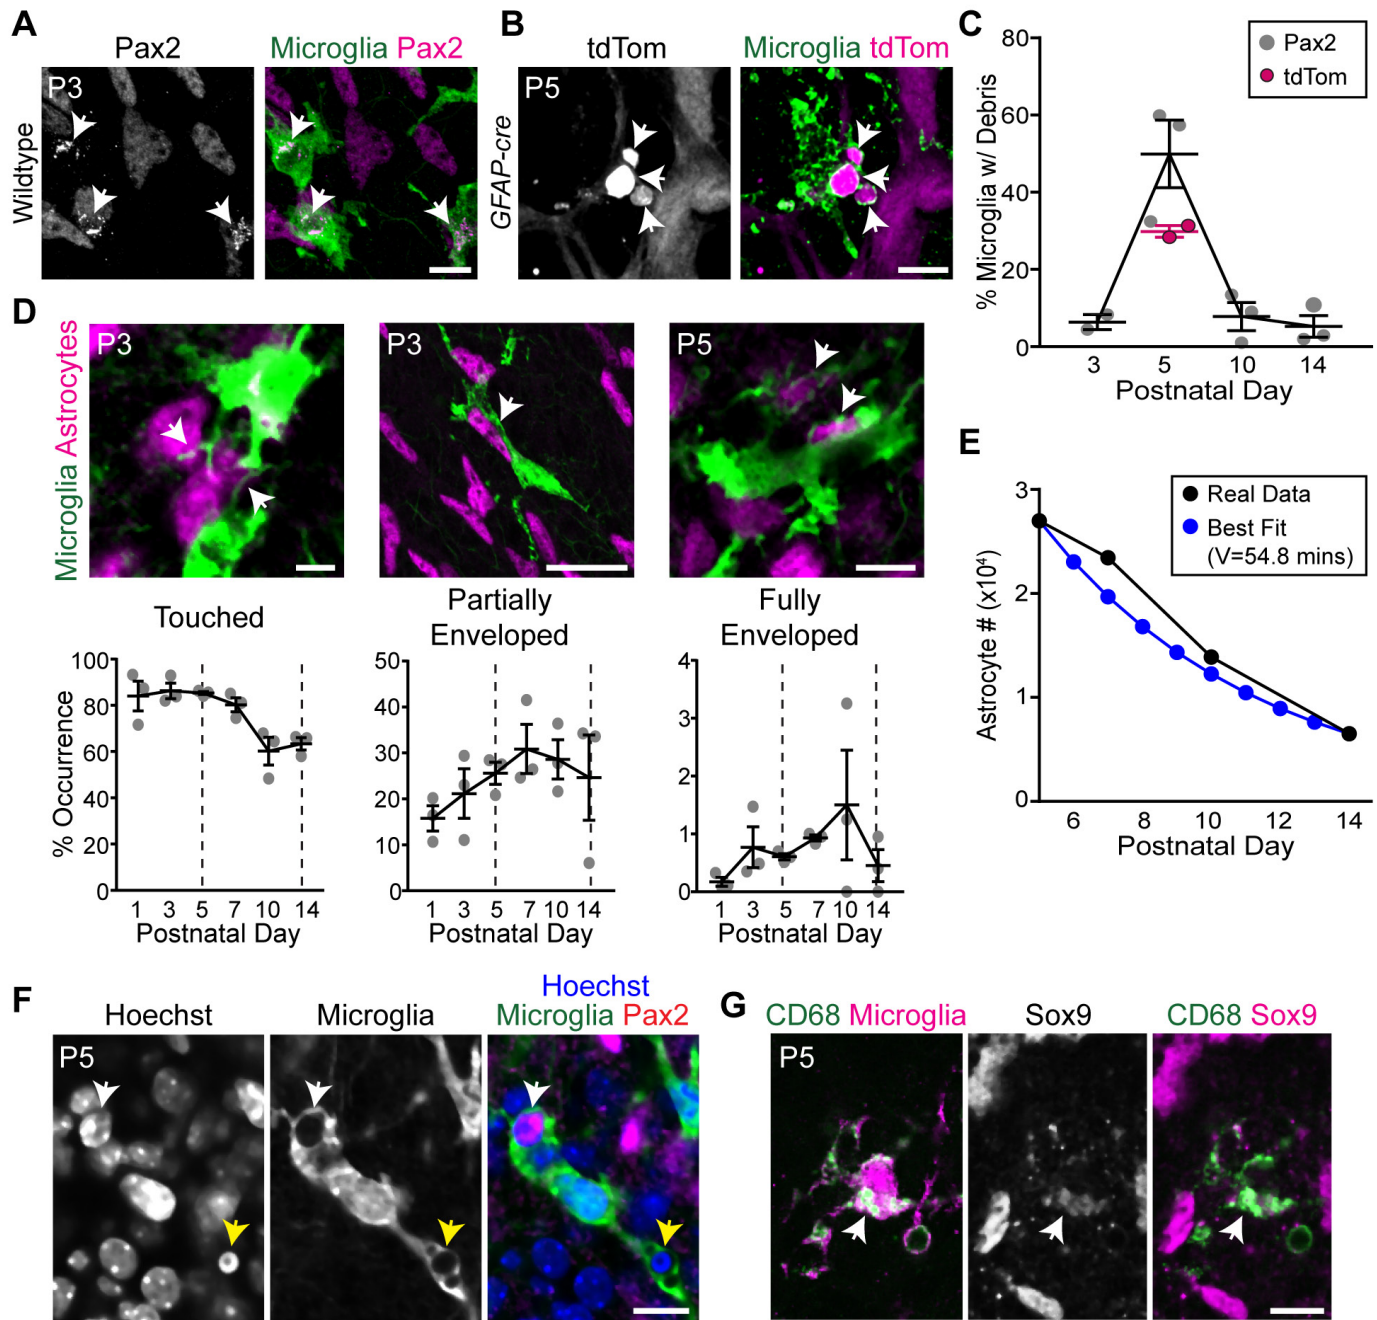 A
Pax2
Microglia Pax2
Wildtype
P3
B
tdTom
Microglia tdTom
GFAP-cre
P5
C
80
60
40
20
0
% Microglia w/ Debris
Pax2
tdTom
3 5 10 14
Postnatal Day
D
Microglia Astrocytes
P3
P3
P5
Touched
Partially
Enveloped
Fully
Enveloped
% Occurrence
100
80
60
40
20
0
1 3 5 7 10 14
Postnatal Day
50
40
30
20
10
0
1 3 5 7 10 14
Postnatal Day
4
3
2
1
0
1 3 5 7 10 14
Postnatal Day
E
Astrocyte # (x10⁴)
3
2
1
0
Real Data
Best Fit
(V=54.8 mins)
6 8 10 12 14
Postnatal Day
F
Hoechst
Microglia
Hoechst
Microglia Pax2
P5
G
CD68 Microglia
Sox9
CD68 Sox9
P5